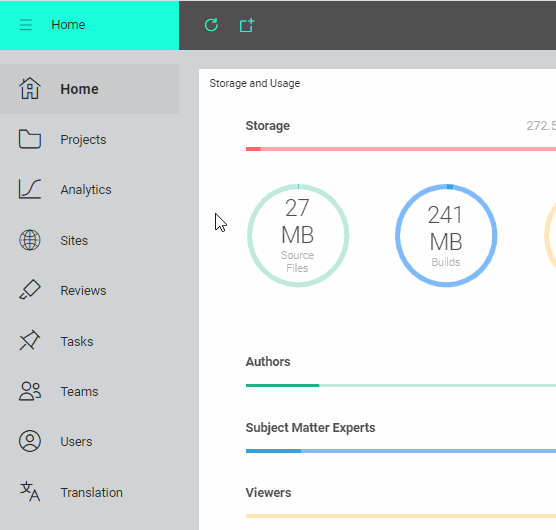 Home
Storage and Usage
Home
Projects
Analytics
Sites
Reviews
Tasks
Teams
Users
Translation
Storage
272.5
27
MB
Source
Files
241
MB
Builds
Authors
Subject Matter Experts
Viewers